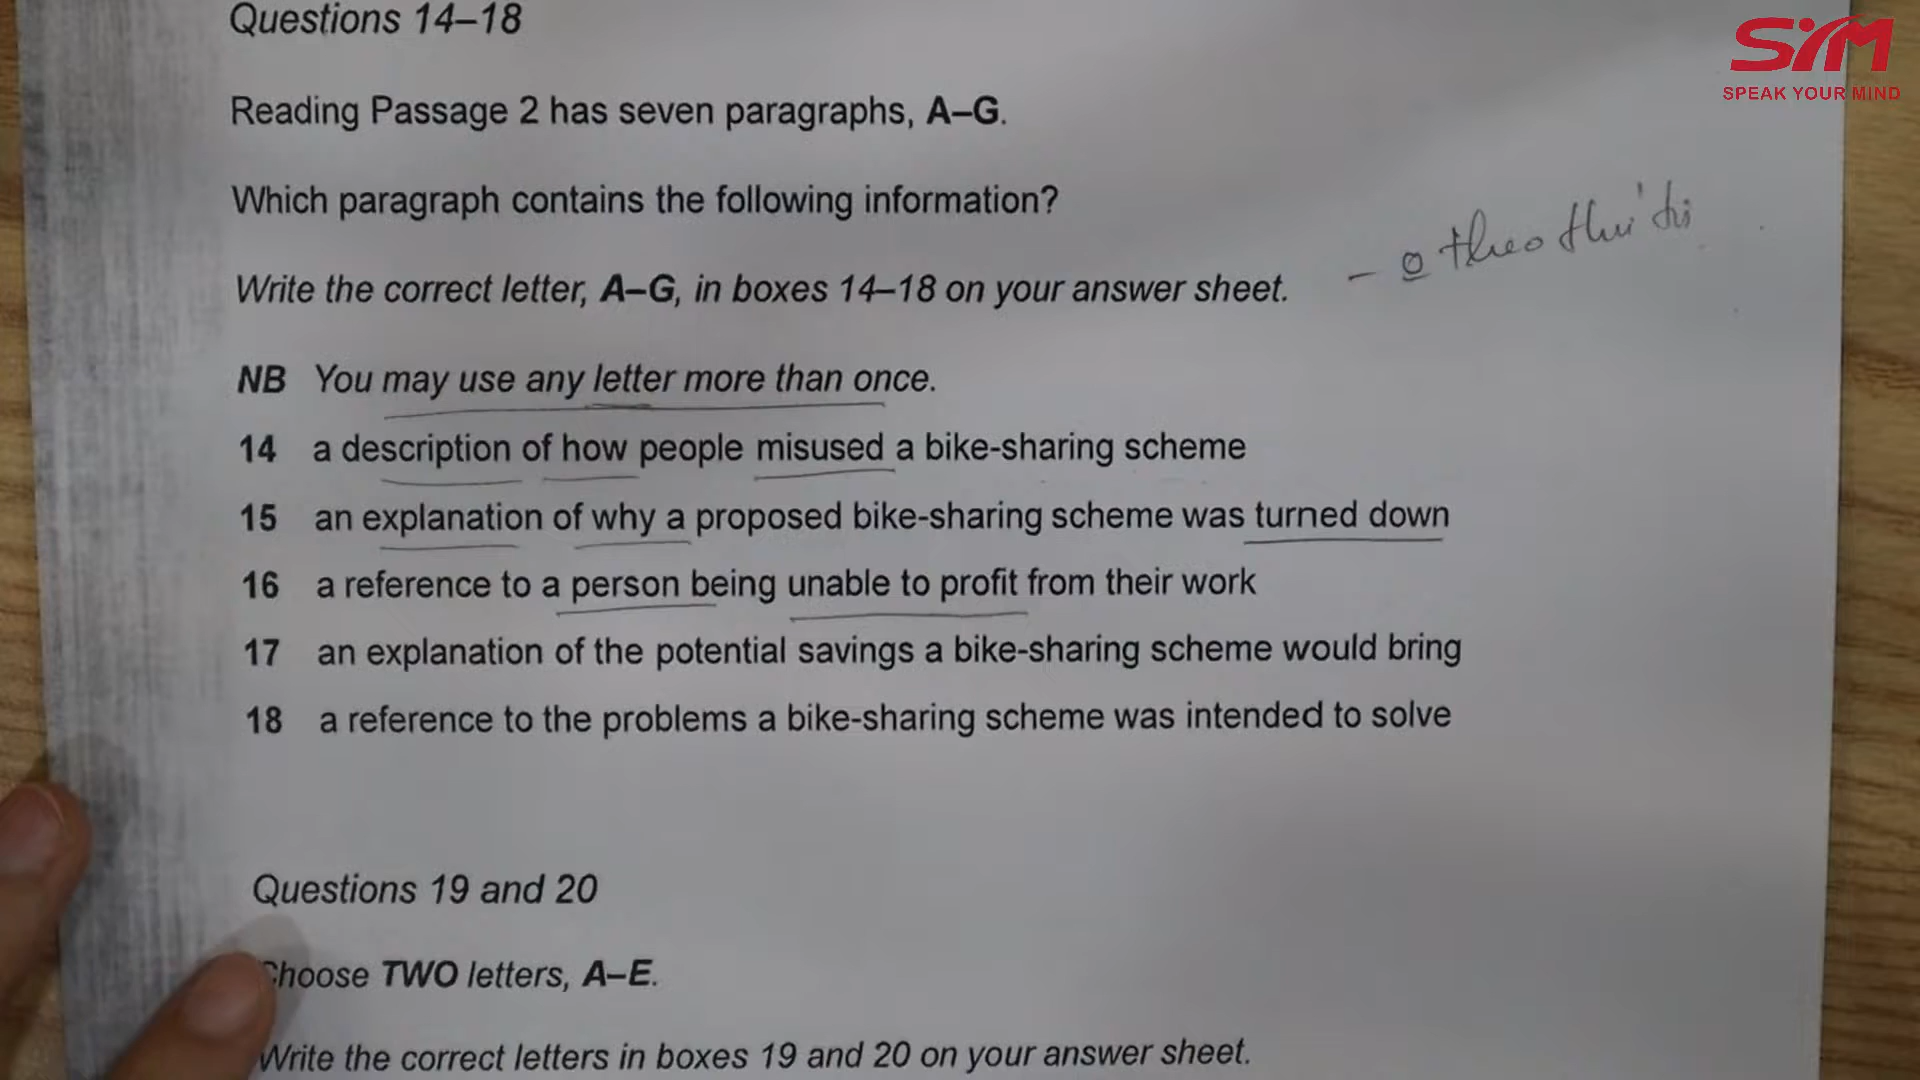 SYM
SPEAK YOUR MIND
Questions 14–18
Reading Passage 2 has seven paragraphs, A–G.
Which paragraph contains the following information?
Write the correct letter, A–G, in boxes 14–18 on your answer sheet.
– o theo thứ tự
NB You may use any letter more than once.
14 a description of how people misused a bike-sharing scheme
15 an explanation of why a proposed bike-sharing scheme was turned down
16 a reference to a person being unable to profit from their work
17 an explanation of the potential savings a bike-sharing scheme would bring
18 a reference to the problems a bike-sharing scheme was intended to solve
Questions 19 and 20
Choose TWO letters, A–E.
Write the correct letters in boxes 19 and 20 on your answer sheet.